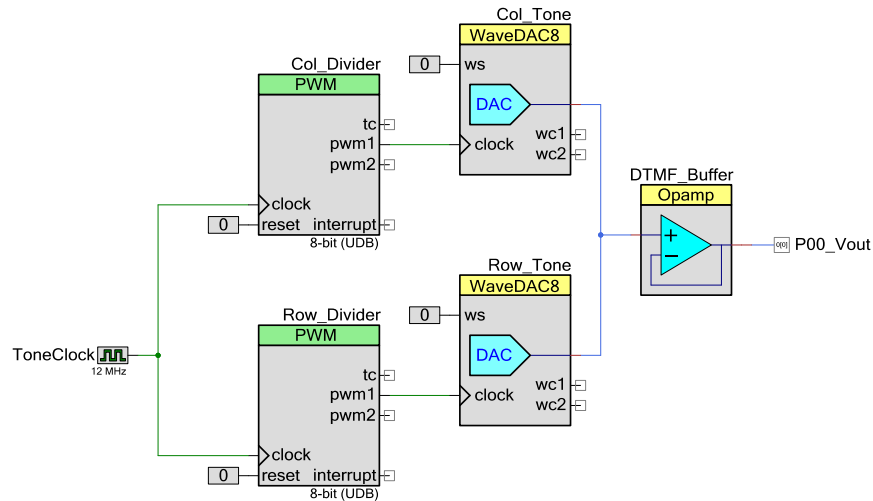 Col_Tone
WaveDAC8
0
ws
DAC
wc1
clock
wc2
Col_Divider
PWM
tc
pwm1
pwm2
clock
0
reset interrupt
8-bit (UDB)
DTMF_Buffer
Opamp
+
−
0[0]
P00_Vout
Row_Tone
WaveDAC8
0
ws
DAC
wc1
clock
wc2
Row_Divider
PWM
tc
pwm1
pwm2
clock
0
reset interrupt
8-bit (UDB)
ToneClock
12 MHz